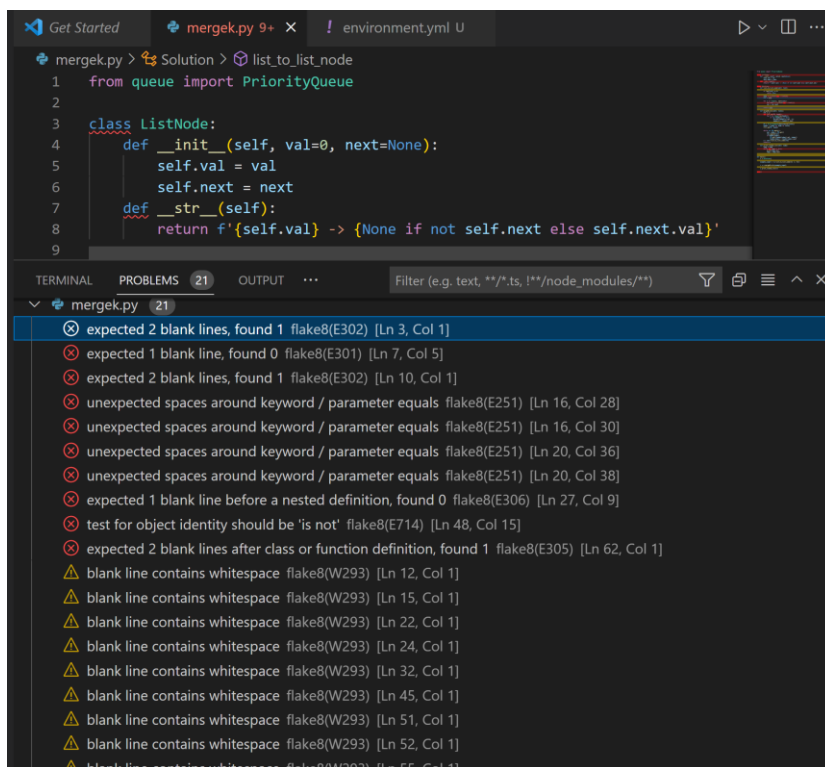 Get Started mergek.py 9+ environment.yml U
mergek.py > Solution > list_to_list_node
1 from queue import PriorityQueue
2
3 class ListNode:
4 def __init__(self, val=0, next=None):
5 self.val = val
6 self.next = next
7 def __str__(self):
8 return f'{self.val} -> {None if not self.next else self.next.val}'
9
TERMINAL PROBLEMS 21 OUTPUT ··· Filter (e.g. text, **/*.ts, !**/node_modules/**)
mergek.py 21
expected 2 blank lines, found 1 flake8(E302) [Ln 3, Col 1]
expected 1 blank line, found 0 flake8(E301) [Ln 7, Col 5]
expected 2 blank lines, found 1 flake8(E302) [Ln 10, Col 1]
unexpected spaces around keyword / parameter equals flake8(E251) [Ln 16, Col 28]
unexpected spaces around keyword / parameter equals flake8(E251) [Ln 16, Col 30]
unexpected spaces around keyword / parameter equals flake8(E251) [Ln 20, Col 36]
unexpected spaces around keyword / parameter equals flake8(E251) [Ln 20, Col 38]
expected 1 blank line before a nested definition, found 0 flake8(E306) [Ln 27, Col 9]
test for object identity should be 'is not' flake8(E714) [Ln 48, Col 15]
expected 2 blank lines after class or function definition, found 1 flake8(E305) [Ln 62, Col 1]
blank line contains whitespace flake8(W293) [Ln 12, Col 1]
blank line contains whitespace flake8(W293) [Ln 15, Col 1]
blank line contains whitespace flake8(W293) [Ln 22, Col 1]
blank line contains whitespace flake8(W293) [Ln 24, Col 1]
blank line contains whitespace flake8(W293) [Ln 32, Col 1]
blank line contains whitespace flake8(W293) [Ln 45, Col 1]
blank line contains whitespace flake8(W293) [Ln 51, Col 1]
blank line contains whitespace flake8(W293) [Ln 52, Col 1]
blank line contains whitespace flake8(W293) [Ln 55, Col 1]